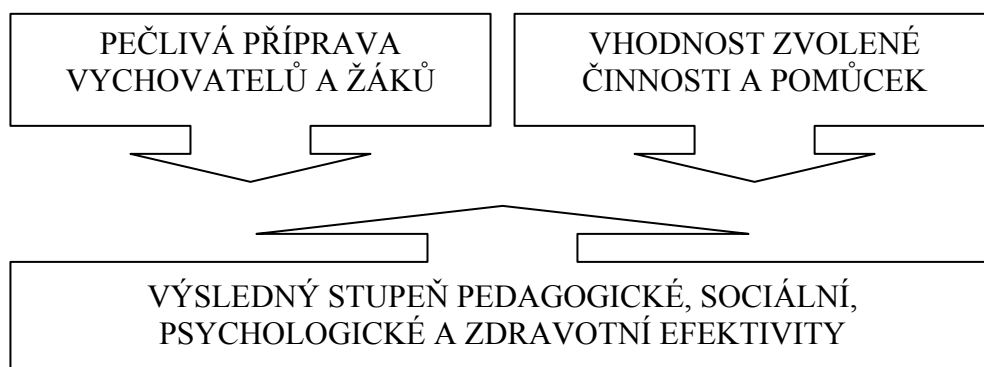 PEČLIVÁ PŘÍPRAVA
VYCHOVATELŮ A ŽÁKŮ
VHODNOST ZVOLENÉ
ČINNOSTI A POMŮCEK
VÝSLEDNÝ STUPEŇ PEDAGOGICKÉ, SOCIÁLNÍ,
PSYCHOLOGICKÉ A ZDRAVOTNÍ EFEKTIVITY